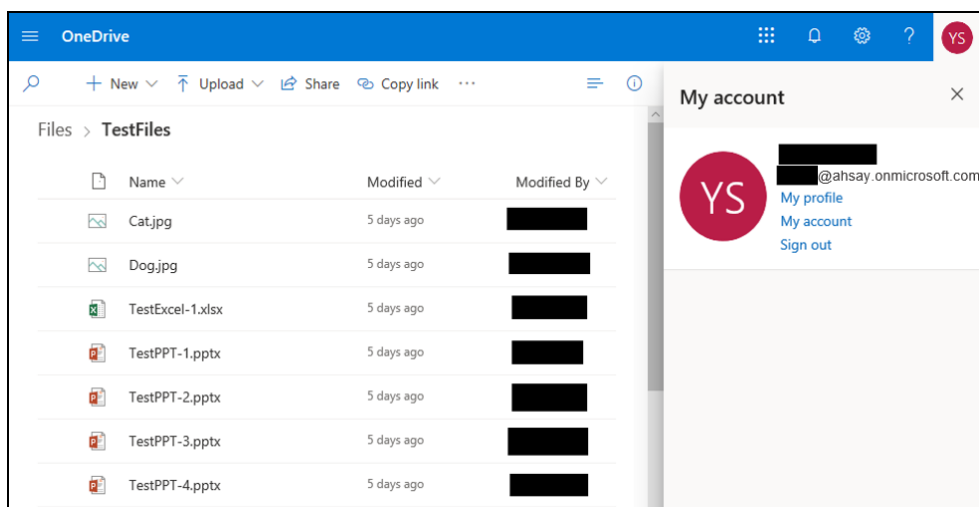 OneDrive ? YS
New Upload Share Copy link ...
My account
Files > TestFiles
Name Modified Modified By
Cat.jpg 5 days ago
Dog.jpg 5 days ago
TestExcel-1.xlsx 5 days ago
TestPPT-1.pptx 5 days ago
TestPPT-2.pptx 5 days ago
TestPPT-3.pptx 5 days ago
TestPPT-4.pptx 5 days ago
YS
@ahsay.onmicrosoft.com
My profile
My account
Sign out